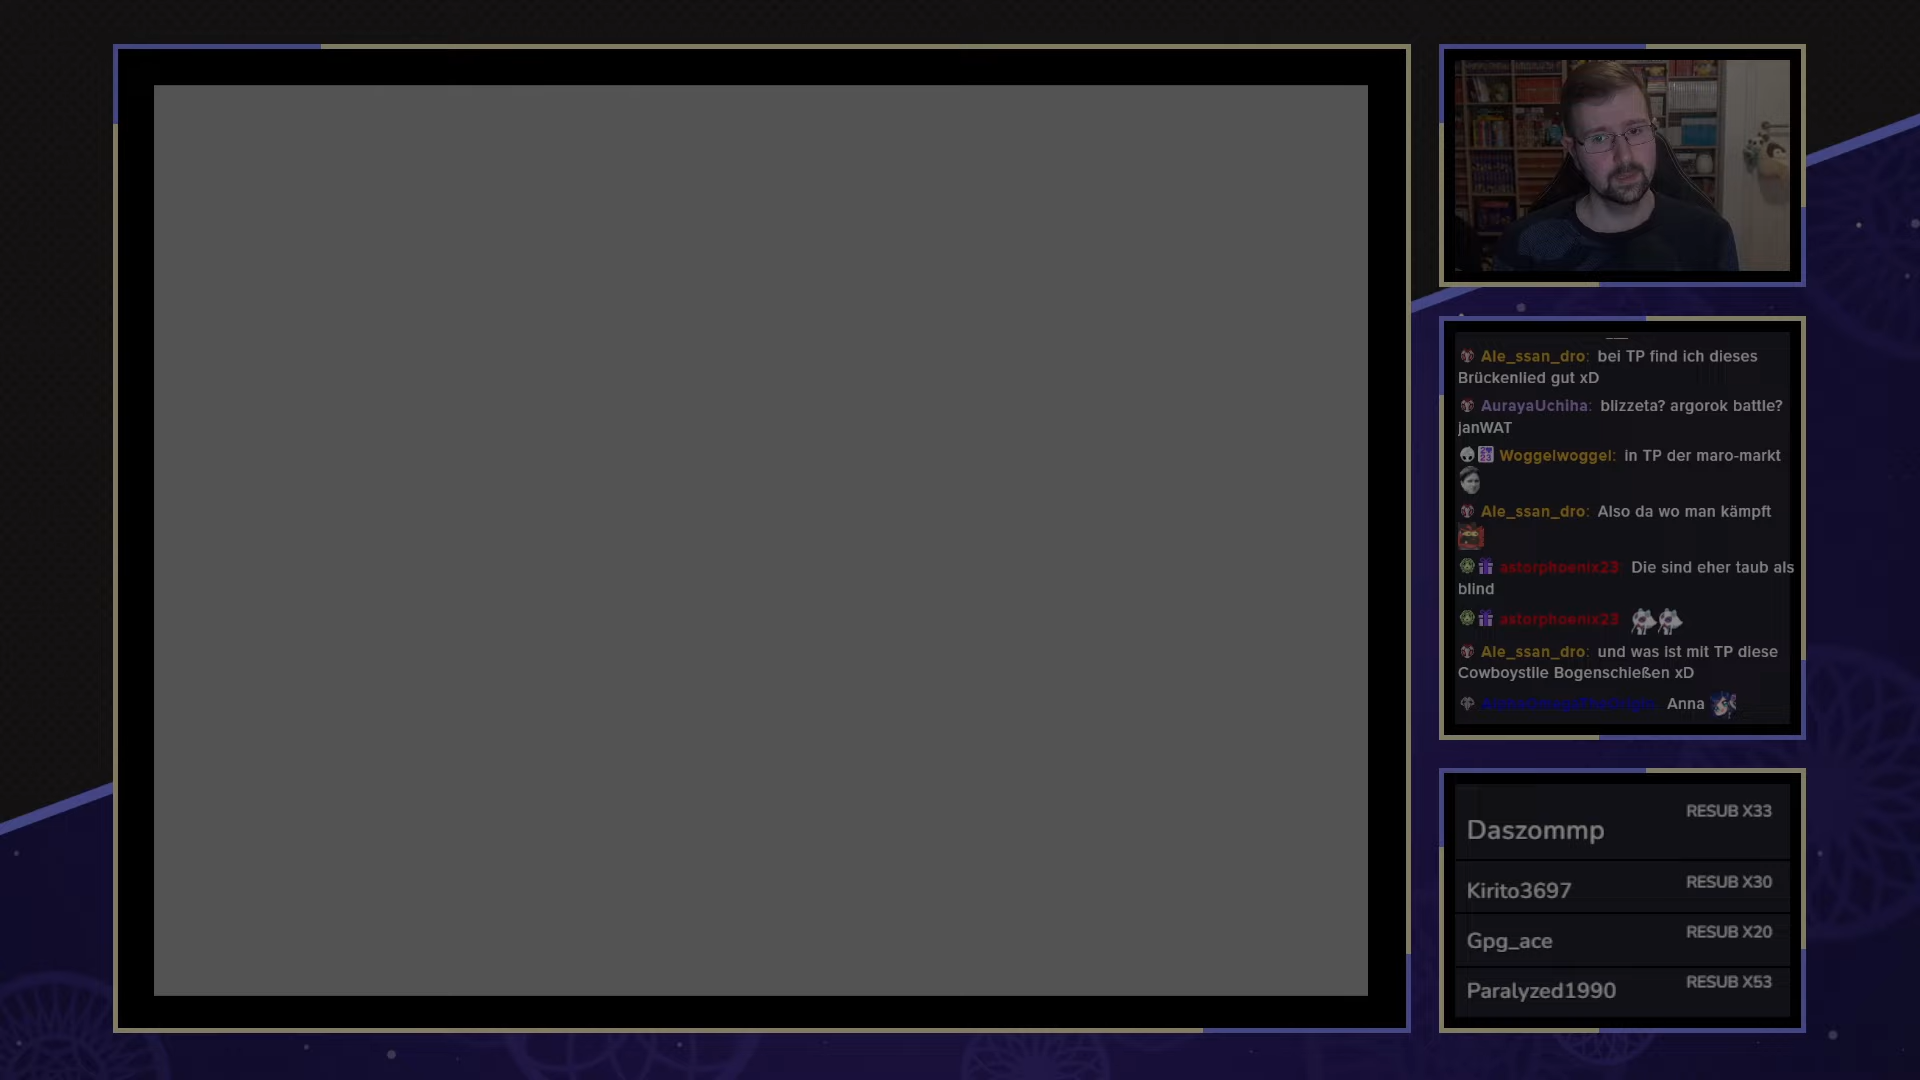 Ale_ssan_dro: bei TP find ich dieses
Brückenlied gut xD
AurayaUchiha: blizzeta? argorok battle?
janWAT
Woggelwoggel: in TP der maro-markt
Ale_ssan_dro: Also da wo man kämpft
astorphoenix23 Die sind eher taub als
blind
astorphoenix23
Ale_ssan_dro: und was ist mit TP diese
Cowboystile Bogenschießen xD
Anna
RESUB X33
Daszommp
RESUB X30
Kirito3697
RESUB X20
Gpg_ace
RESUB X53
Paralyzed1990